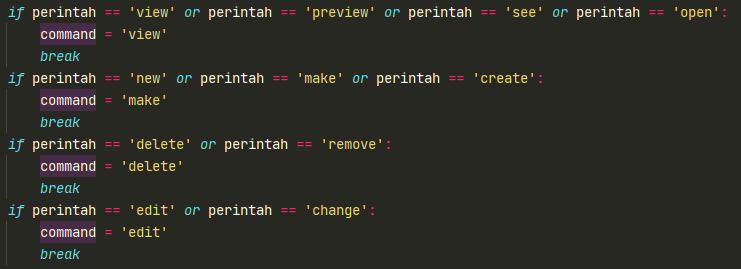 if perintah == 'view' or perintah == 'preview' or perintah == 'see' or perintah == 'open':
    command = 'view'
    break
if perintah == 'new' or perintah == 'make' or perintah == 'create':
    command = 'make'
    break
if perintah == 'delete' or perintah == 'remove':
    command = 'delete'
    break
if perintah == 'edit' or perintah == 'change':
    command = 'edit'
    break